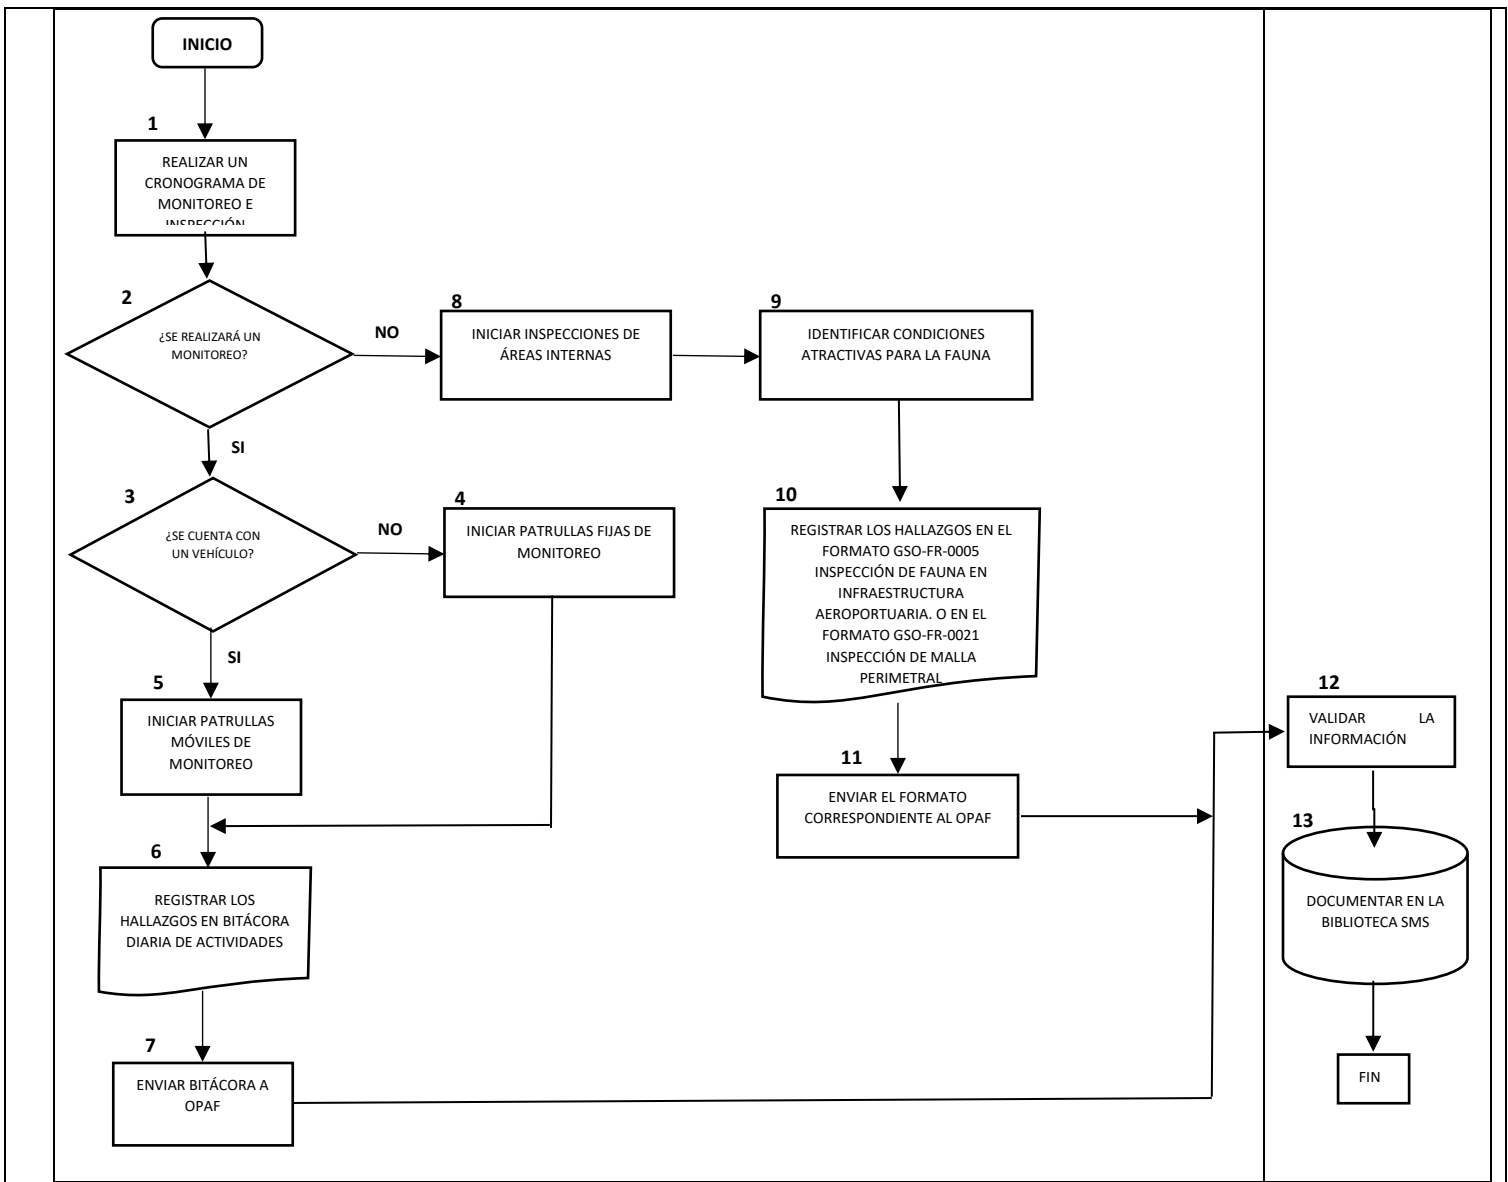 INICIO
1
REALIZAR UN
CRONOGRAMA DE
MONITOREO E
INSPECCIÓN
2
¿SE REALIZARÁ UN
MONITOREO?
NO
8
INICIAR INSPECCIONES DE
ÁREAS INTERNAS
9
IDENTIFICAR CONDICIONES
ATRACTIVAS PARA LA FAUNA
SI
3
¿SE CUENTA CON
UN VEHÍCULO?
NO
4
INICIAR PATRULLAS FIJAS DE
MONITOREO
10
REGISTRAR LOS HALLAZGOS EN EL
FORMATO GSO-FR-0005
INSPECCIÓN DE FAUNA EN
INFRAESTRUCTURA
AEROPORTUARIA. O EN EL
FORMATO GSO-FR-0021
INSPECCIÓN DE MALLA
PERIMETRAL
SI
5
INICIAR PATRULLAS
MÓVILES DE
MONITOREO
11
ENVIAR EL FORMATO
CORRESPONDIENTE AL OPAF
12
VALIDAR LA
INFORMACIÓN
13
DOCUMENTAR EN LA
BIBLIOTECA SMS
6
REGISTRAR LOS
HALLAZGOS EN BITÁCORA
DIARIA DE ACTIVIDADES
7
ENVIAR BITÁCORA A
OPAF
FIN